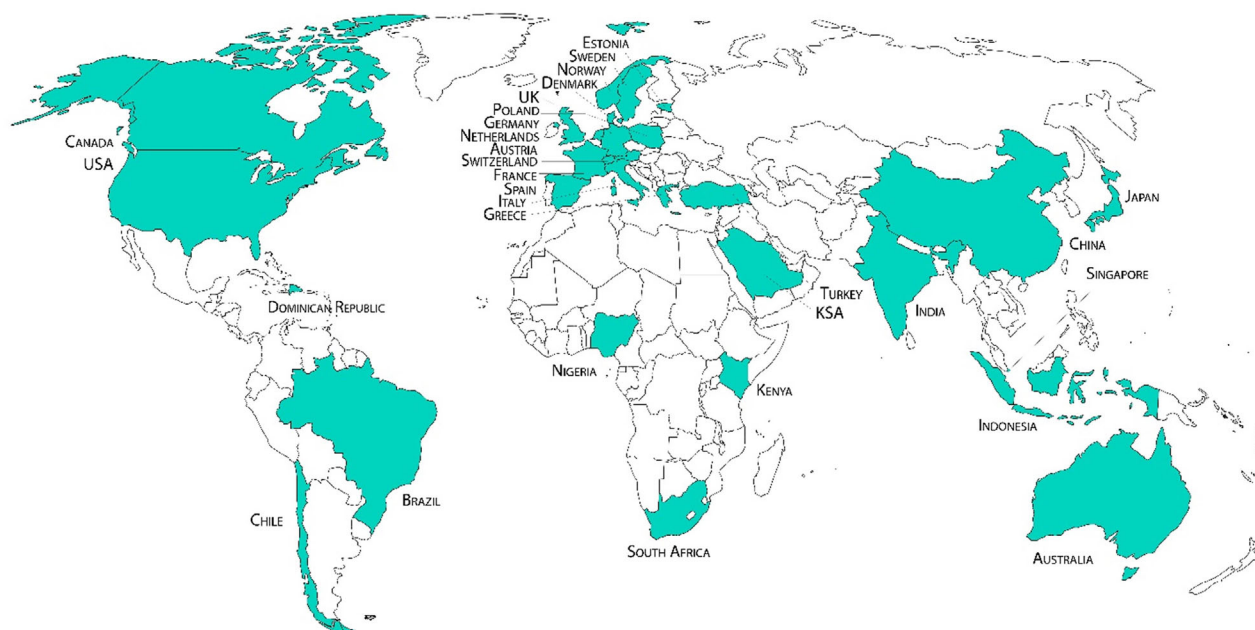 Estonia
Sweden
Norway
Denmark
UK
Poland
Germany
Netherlands
Austria
Switzerland
France
Spain
Italy
Greece
Canada
USA
Japan
China
Singapore
Turkey
KSA
India
Dominican Republic
Nigeria
Kenya
Indonesia
Brazil
Chile
South Africa
Australia